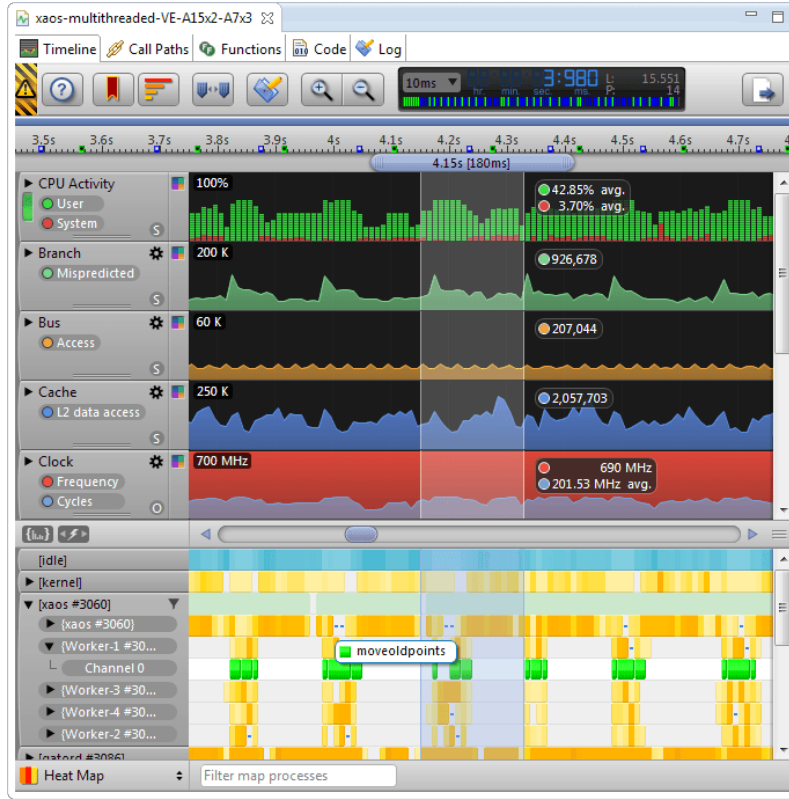 xaos-multithreaded-VE-A15x2-A7x3
Timeline Call Paths Functions Code Log
10ms 3:980 L: 15.551
hr. min. sec. ms. P: 14
3.5s 3.6s 3.7s 3.8s 3.9s 4s 4.1s 4.2s 4.3s 4.4s 4.5s 4.6s 4.7s
4.15s [180ms]
CPU Activity 100%
User 42.85% avg.
System 3.70% avg.
S
Branch 200 K
Mispredicted 926,678
S
Bus 60 K
Access 207,044
S
Cache 250 K
L2 data access 2,057,703
S
Clock 700 MHz
Frequency 690 MHz
Cycles 201.53 MHz avg.
O
[idle]
[kernel]
[xaos #3060]
{xaos #3060}
{Worker-1 #30...
moveoldpoints
Channel 0
{Worker-3 #30...
{Worker-4 #30...
{Worker-2 #30...
[gatord #3086]
Heat Map Filter map processes